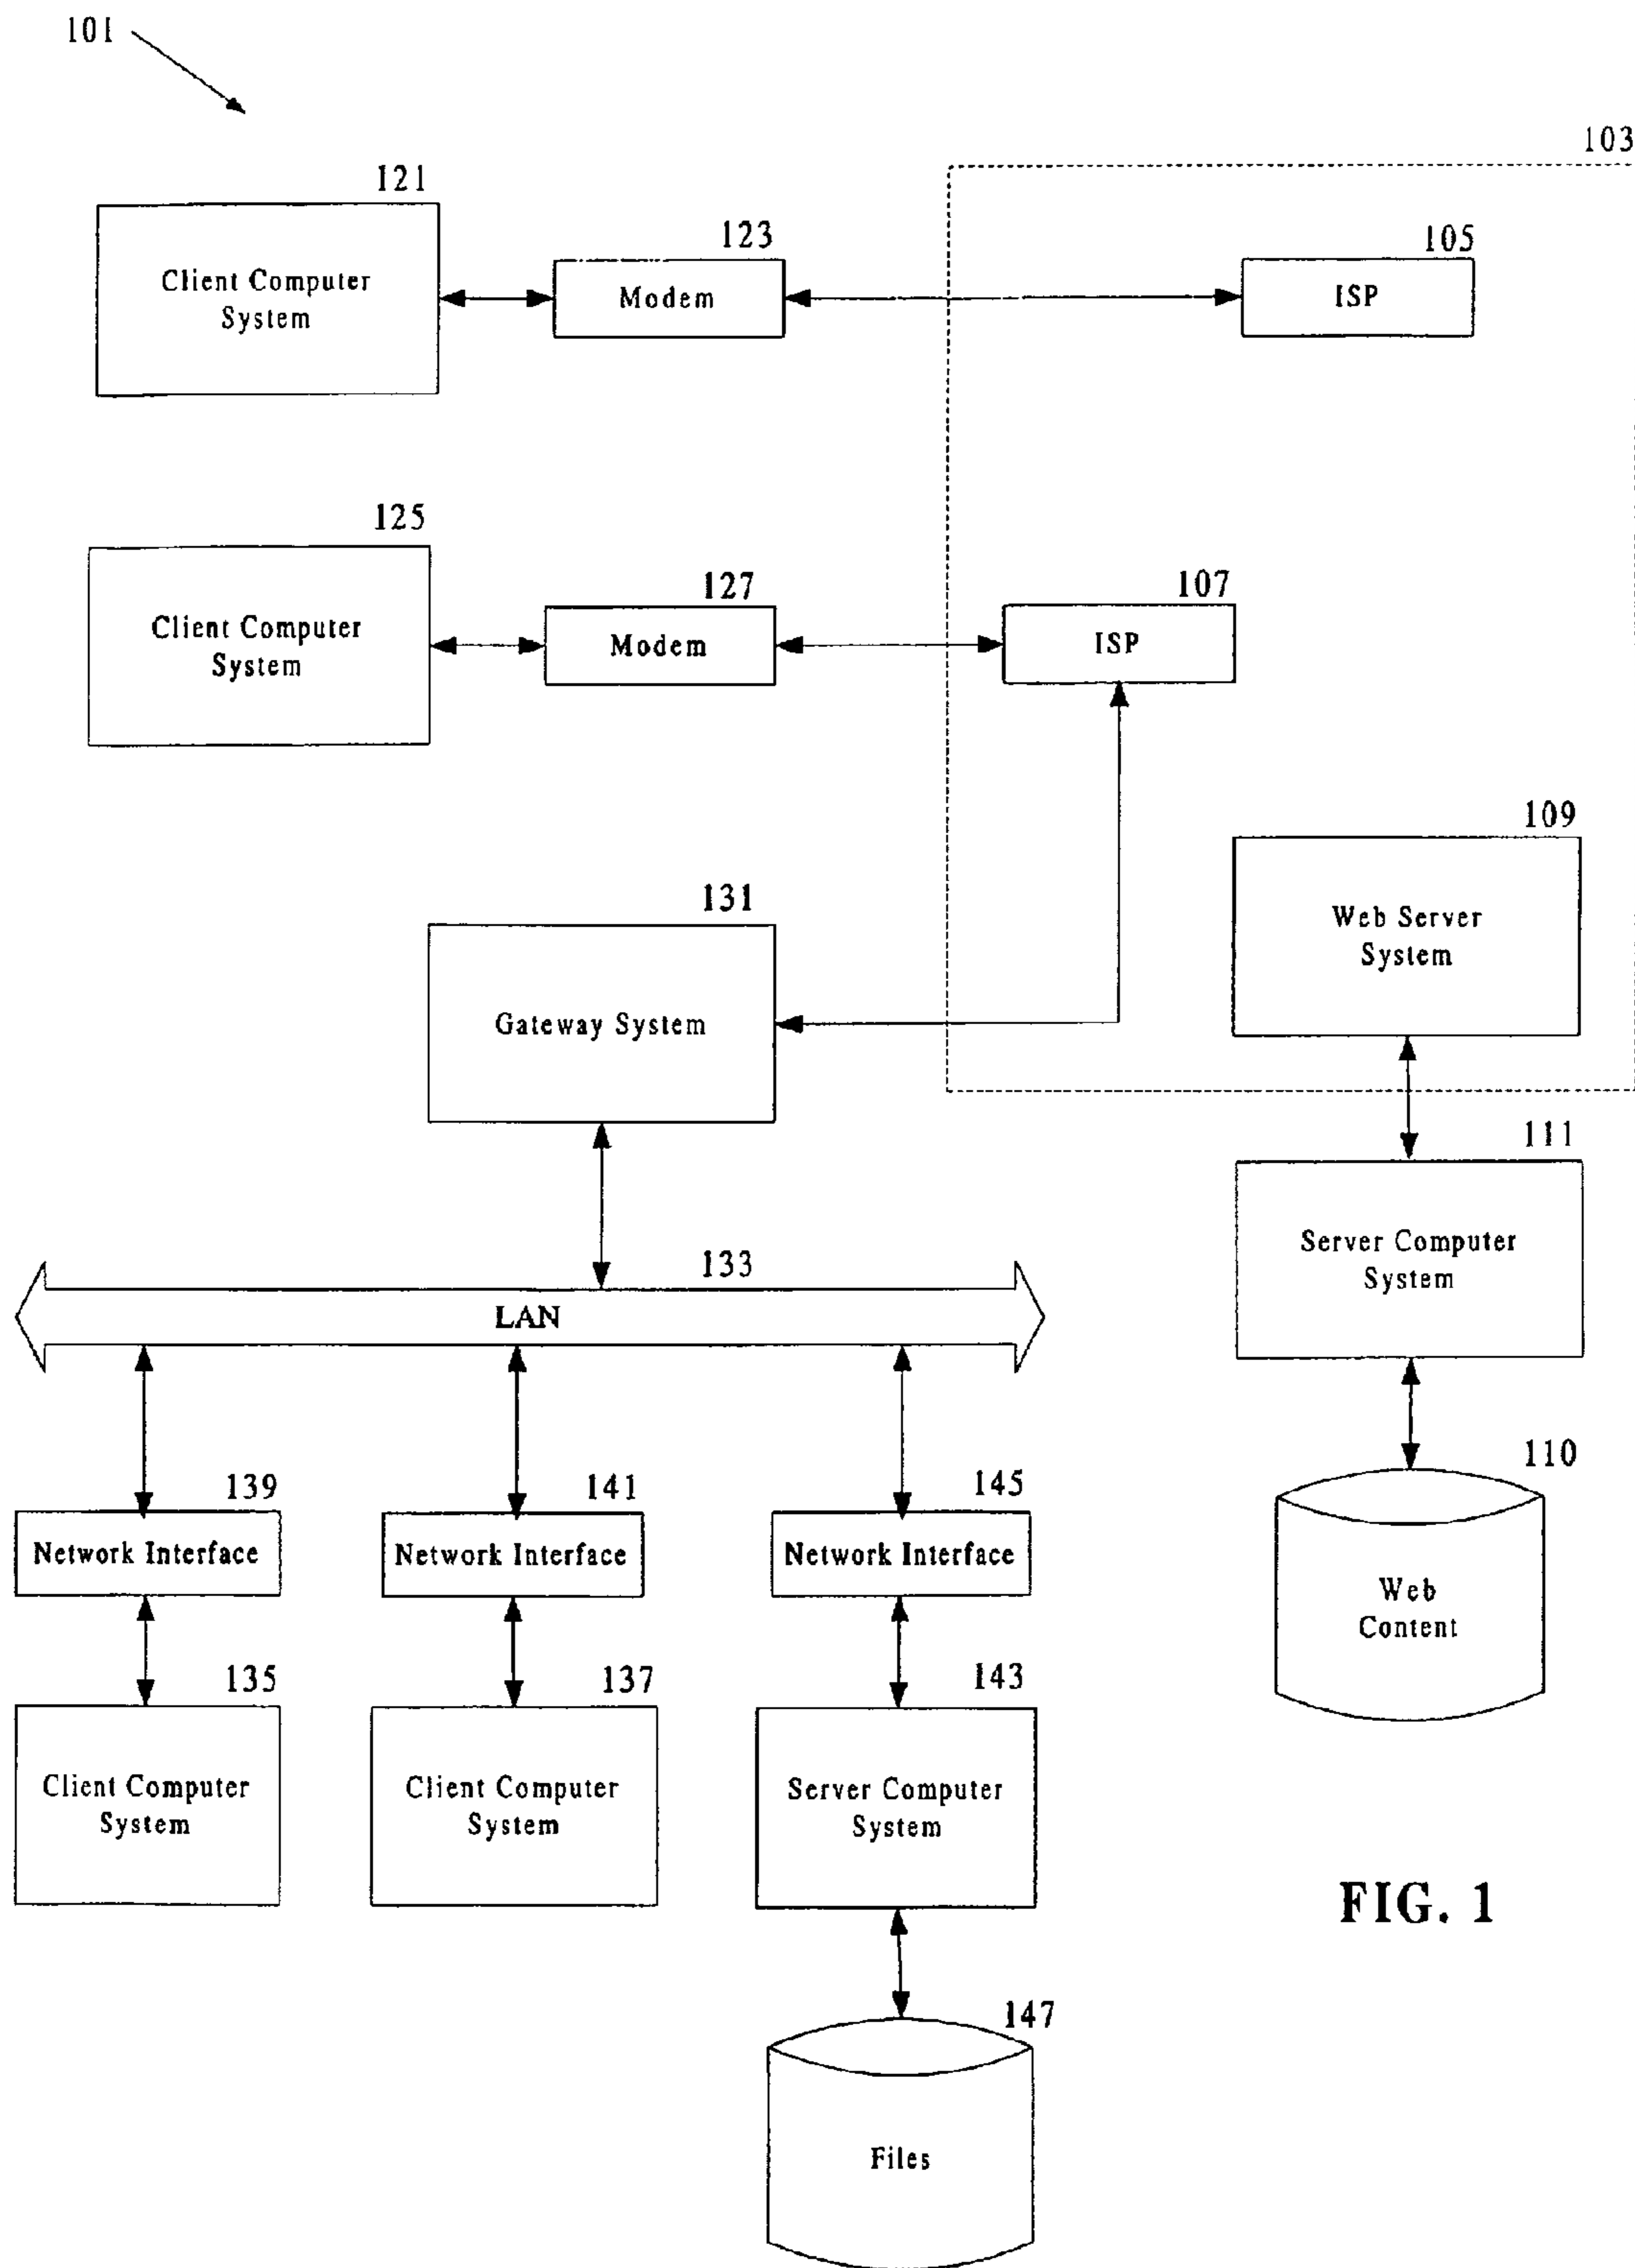 101
103
121
Client Computer
System
123
Modem
105
ISP
125
Client Computer
System
127
Modem
107
ISP
109
Web Server
System
131
Gateway System
111
Server Computer
System
133
LAN
110
Web
Content
139
Network Interface
141
Network Interface
145
Network Interface
135
Client Computer
System
137
Client Computer
System
143
Server Computer
System
FIG. 1
147
Files